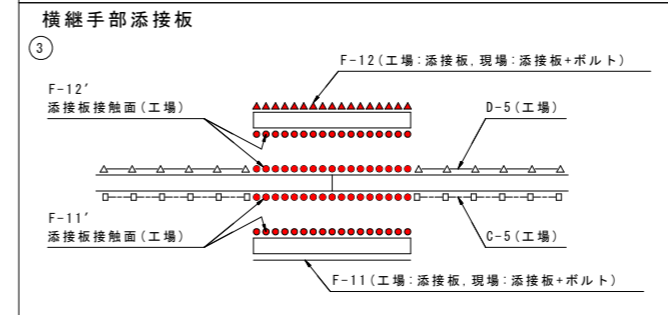 横継手部添接板
③
F-12(工場:添接板,現場:添接板+ボルト)
F-12′
添接板接触面(工場)
D-5(工場)
F-11′
添接板接触面(工場)
C-5(工場)
F-11(工場:添接板,現場:添接板+ボルト)